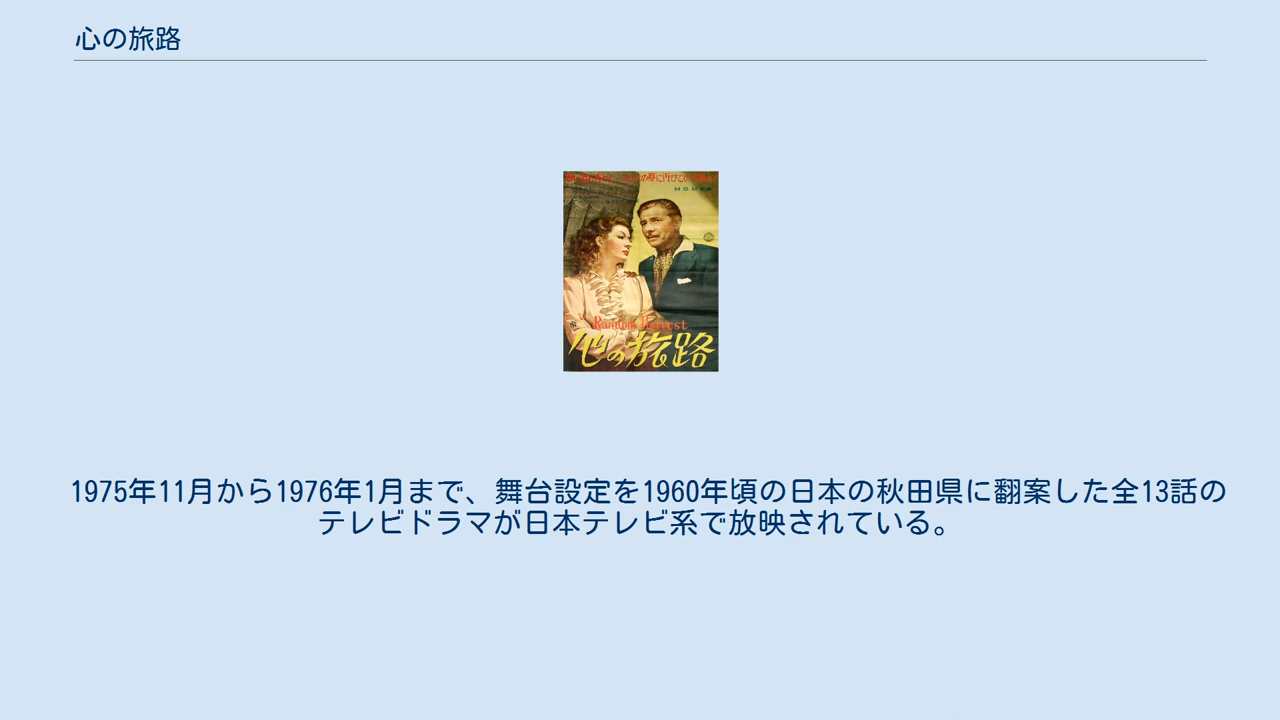 心の旅路
M.G.M映画
Random Harvest
心の旅路
1975年11月から1976年1月まで、舞台設定を1960年頃の日本の秋田県に翻案した全13話の
テレビドラマが日本テレビ系で放映されている。